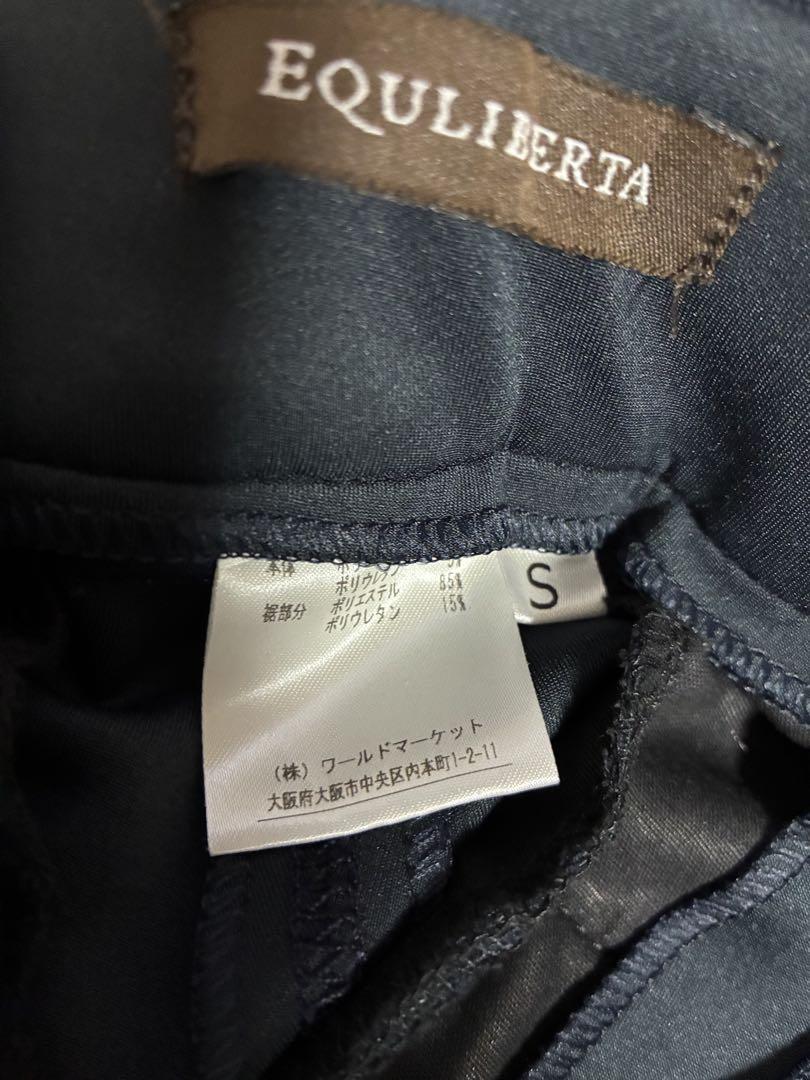 EQULIBERTA
本体
ポリウレタン 85%
裾部分 ポリエステル 15%
ポリウレタン
S
(株) ワールドマーケット
大阪府大阪市中央区内本町1-2-11